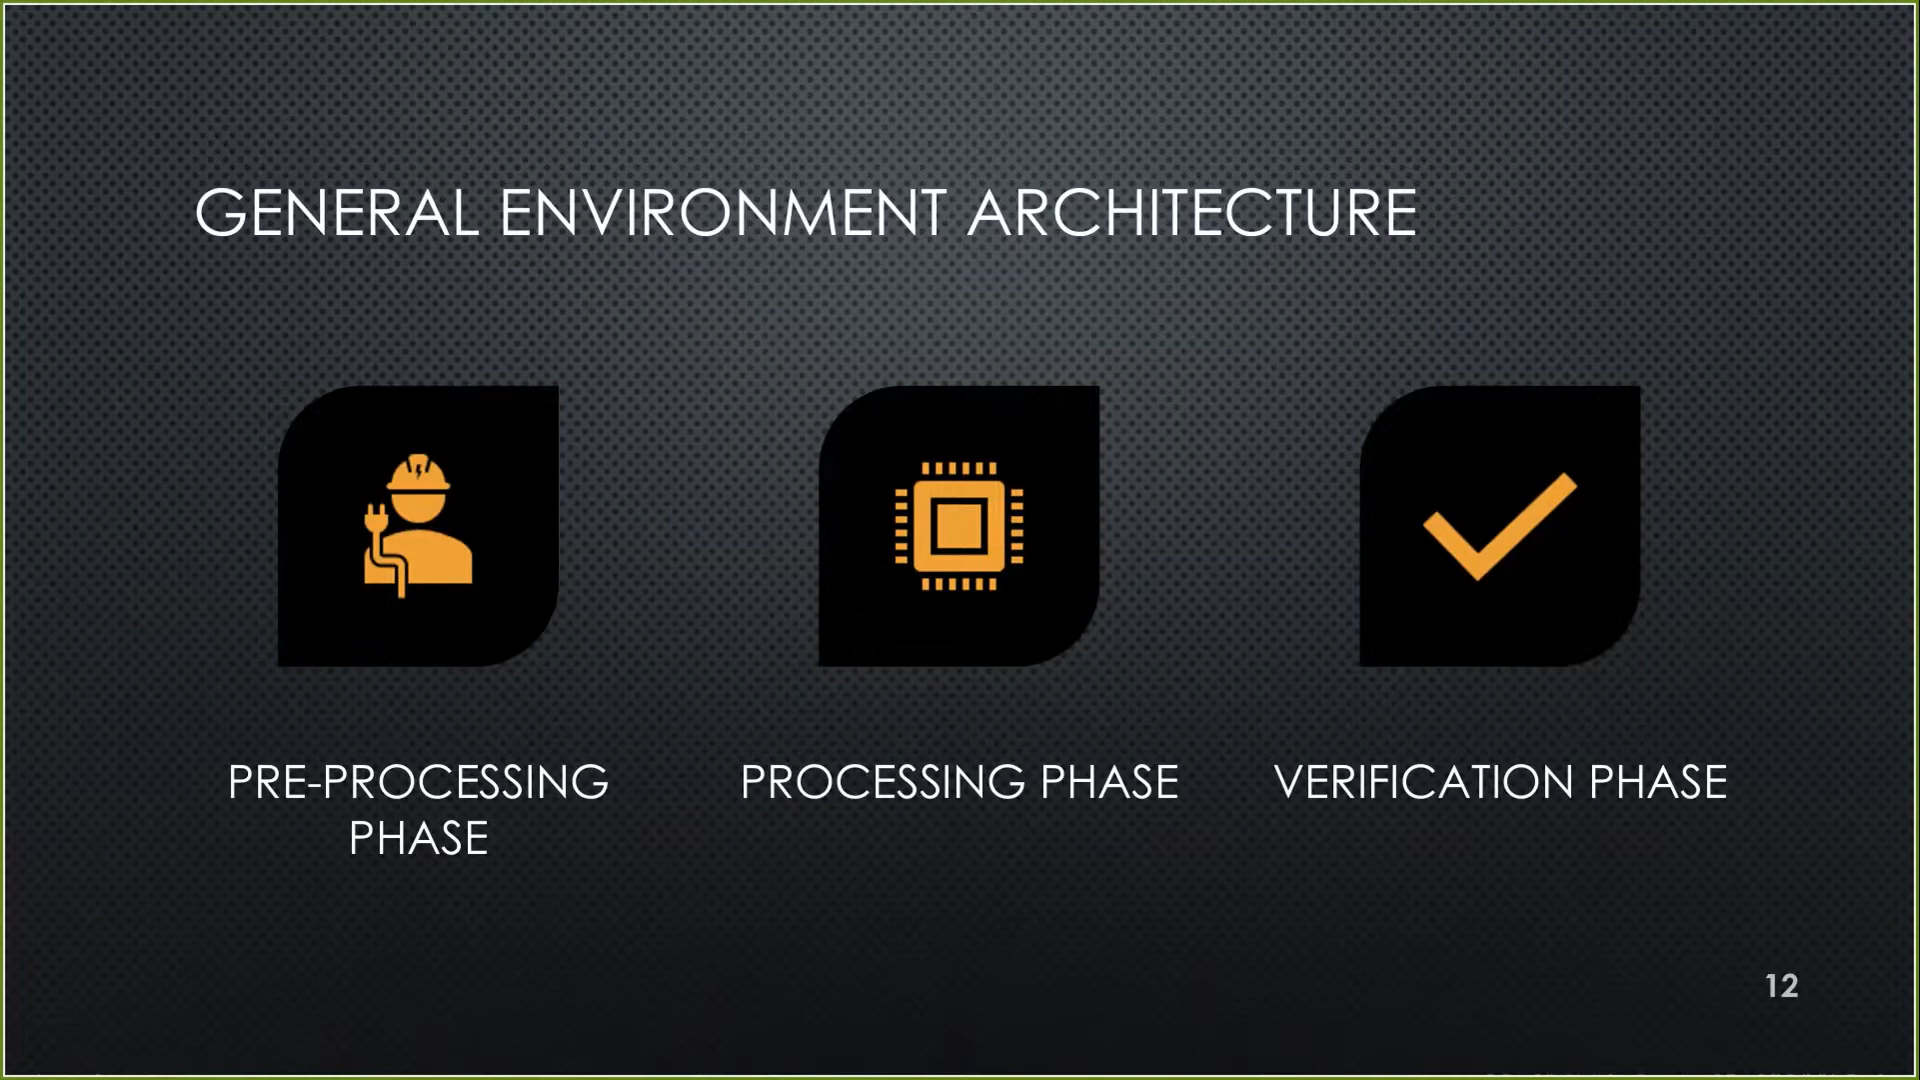 GENERAL ENVIRONMENT ARCHITECTURE
PRE-PROCESSING
PHASE
PROCESSING PHASE
VERIFICATION PHASE
12